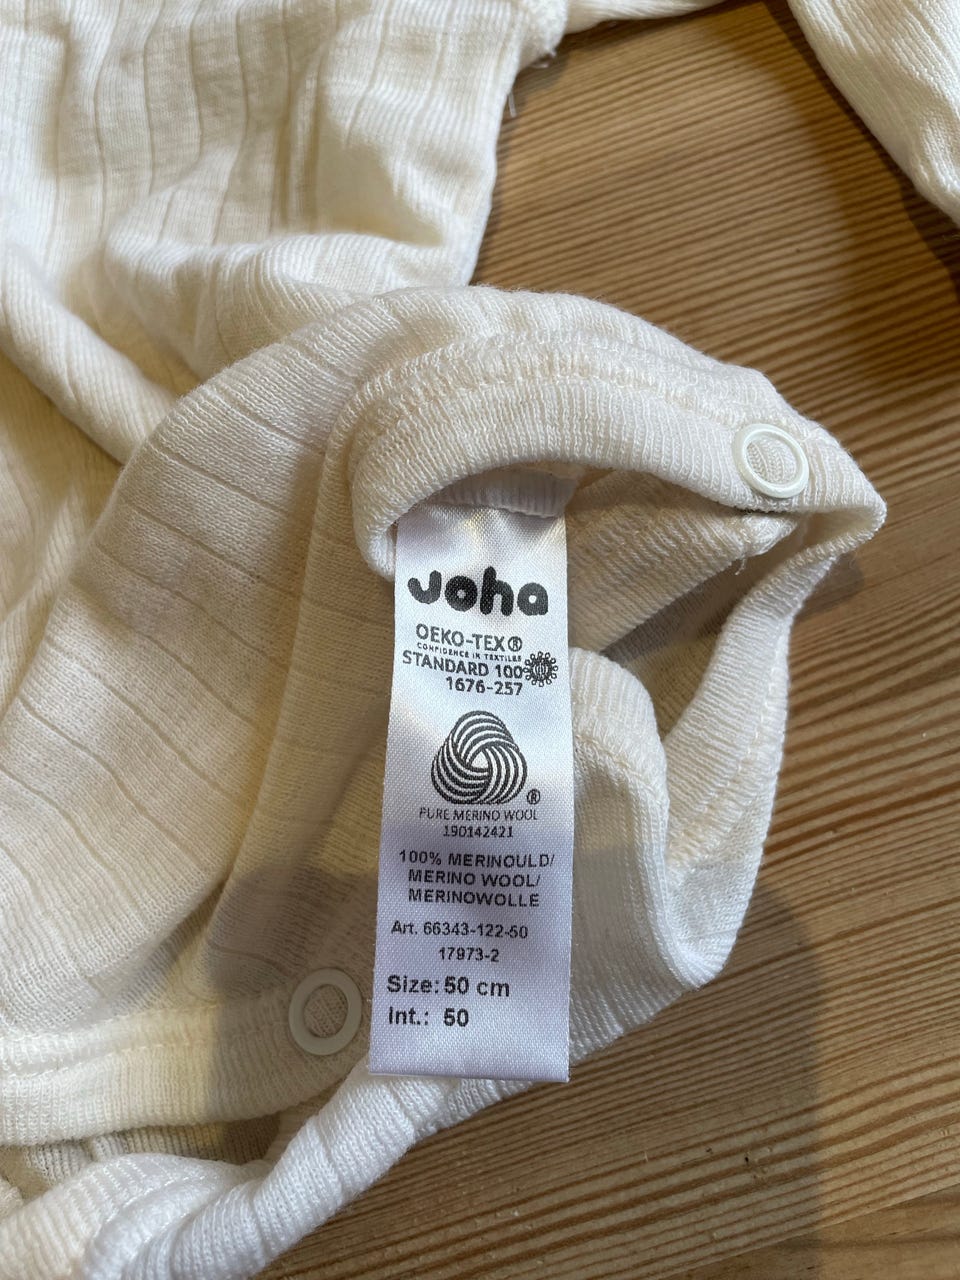 Joha
OEKO-TEX®
CONFIDENCE IN TEXTILES
STANDARD 100
1676-257
®
PURE MERINO WOOL
190142421
100% MERINOULD/
MERINO WOOL/
MERINOWOLLE
Art. 66343-122-50
17973-2
Size: 50 cm
Int.: 50